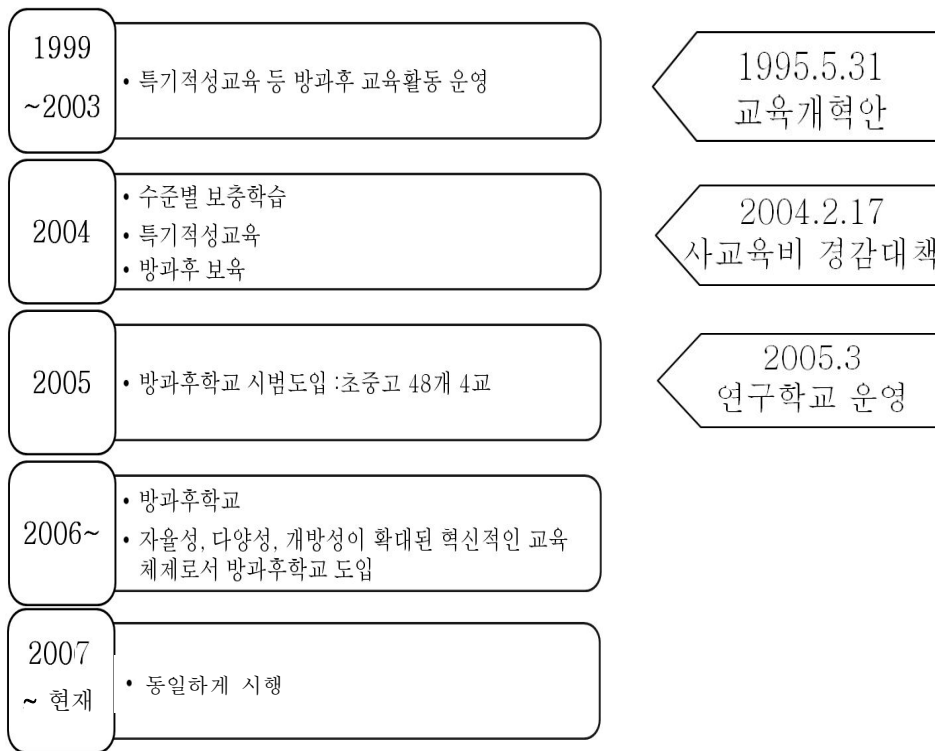 1999
~2003
• 특기적성교육 등 방과후 교육활동 운영
1995.5.31
교육개혁안
2004
• 수준별 보충학습
• 특기적성교육
• 방과후 보육
2004.2.17
사교육비 경감대책
2005
• 방과후학교 시범도입 :초중고 48개 4교
2005.3
연구학교 운영
2006~
• 방과후학교
• 자율성, 다양성, 개방성이 확대된 혁신적인 교육
체제로서 방과후학교 도입
2007
~ 현재
• 동일하게 시행